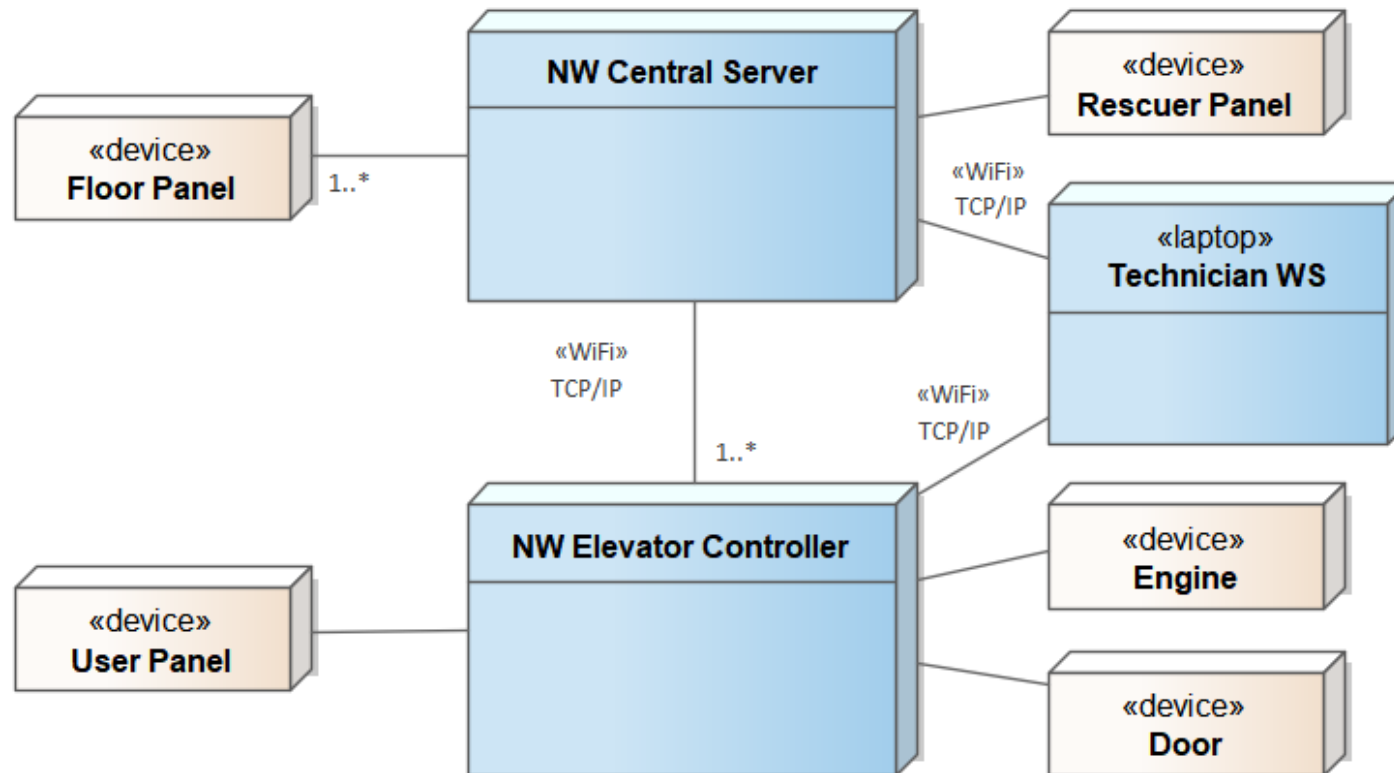 NW Central Server
«device»
Rescuer Panel
«device»
Floor Panel
1..*
«WiFi»
TCP/IP
«laptop»
Technician WS
«WiFi»
TCP/IP
«WiFi»
TCP/IP
1..*
NW Elevator Controller
«device»
Engine
«device»
User Panel
«device»
Door